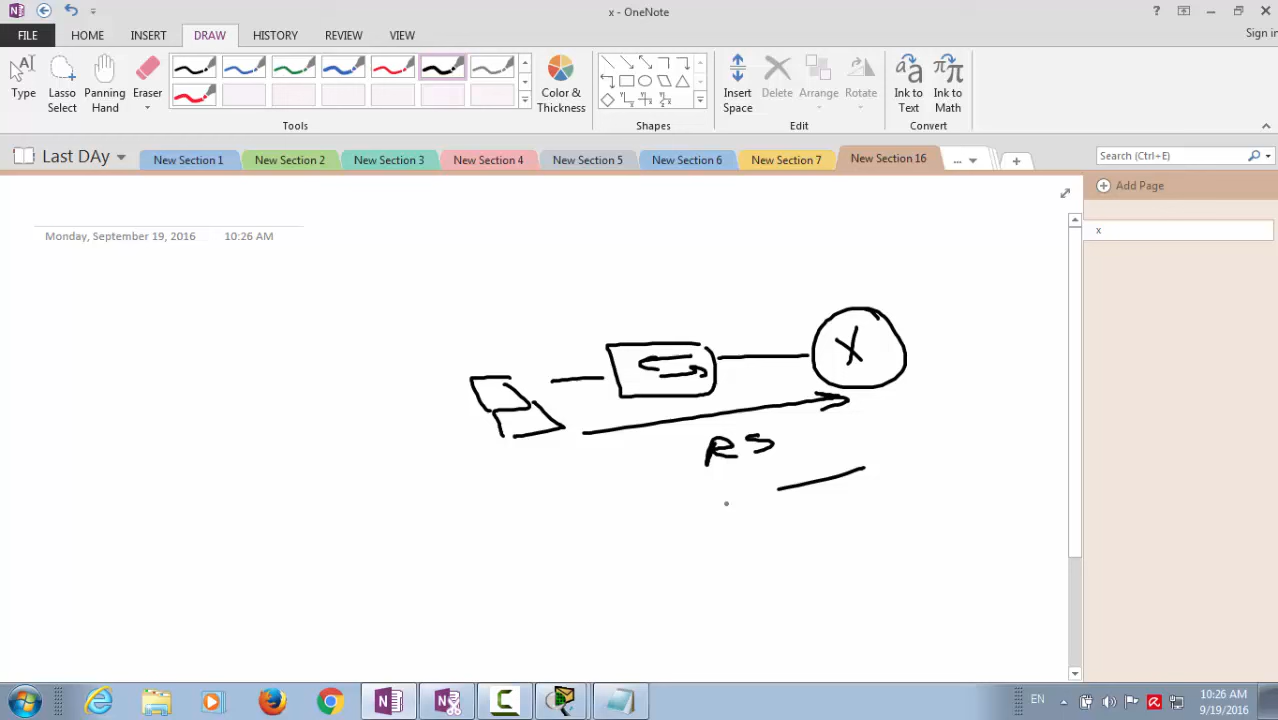 x - OneNote
?
Sign in
FILE HOME INSERT DRAW HISTORY REVIEW VIEW
Type
Lasso Select
Panning Hand
Eraser
Color & Thickness
Insert Space
Delete
Arrange
Rotate
Ink to Text
Ink to Math
Tools
Shapes
Edit
Convert
Last DAy
New Section 1
New Section 2
New Section 3
New Section 4
New Section 5
New Section 6
New Section 7
New Section 16
...
Search (Ctrl+E)
Add Page
x
Monday, September 19, 2016 10:26 AM
X
RS
EN
10:26 AM
9/19/2016